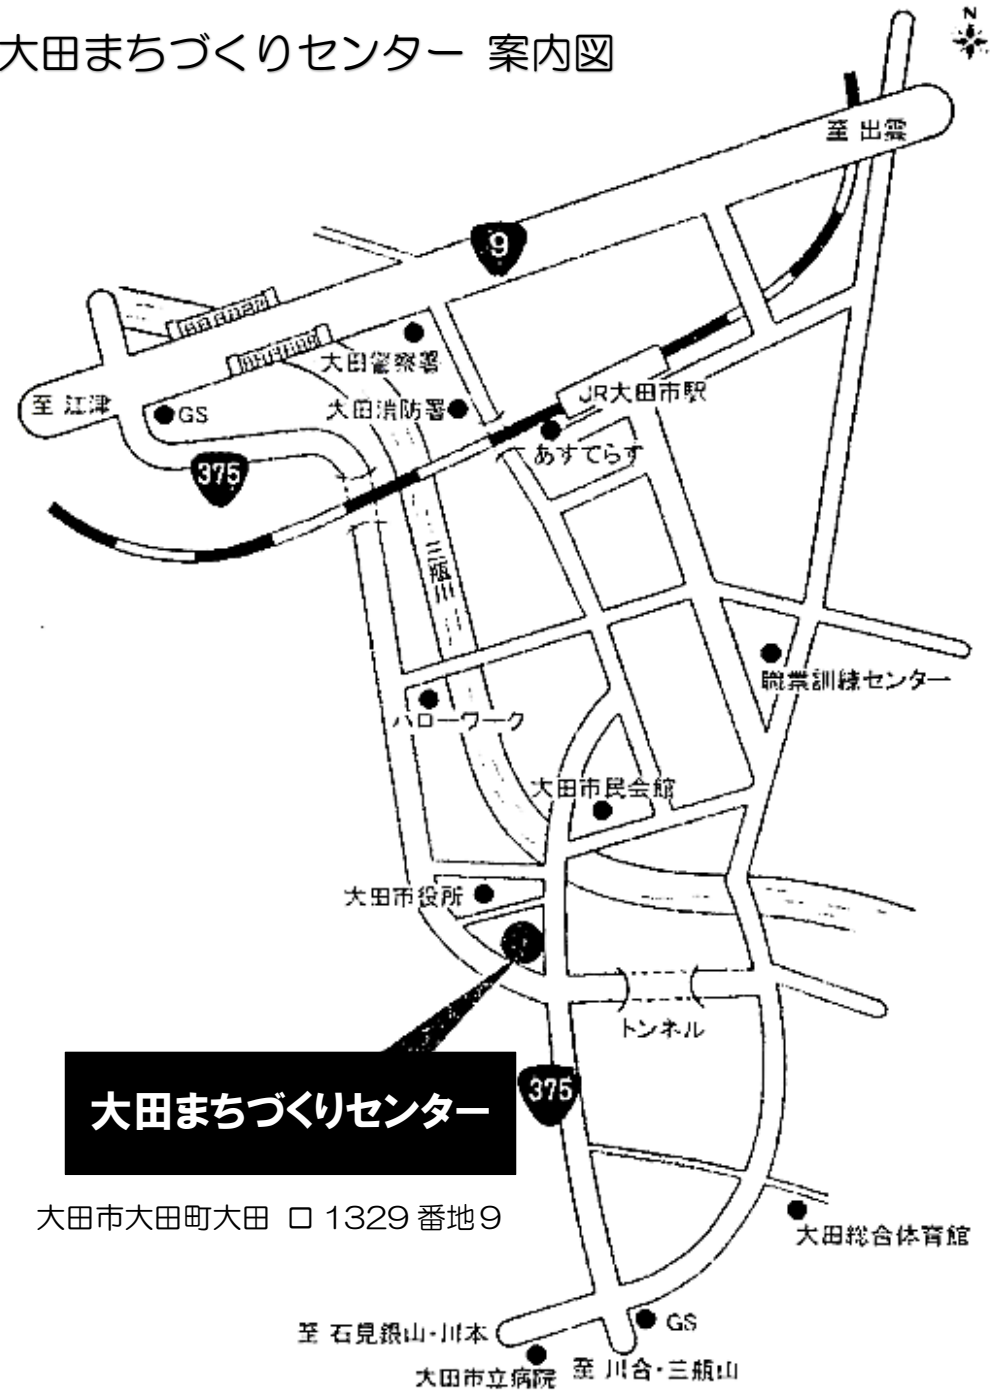 大田まちづくりセンター 案内図
N
至 出雲
9
大田警察署
至 江津
GS
大田消防署
JR大田市駅
あすてらす
375
三瓶川
職業訓練センター
ハローワーク
大田市民会館
大田市役所
トンネル
大田まちづくりセンター
375
大田市大田町大田 ロ 1329 番地9
大田総合体育館
至 石見銀山・川本
GS
大田市立病院
至 川合・三瓶山